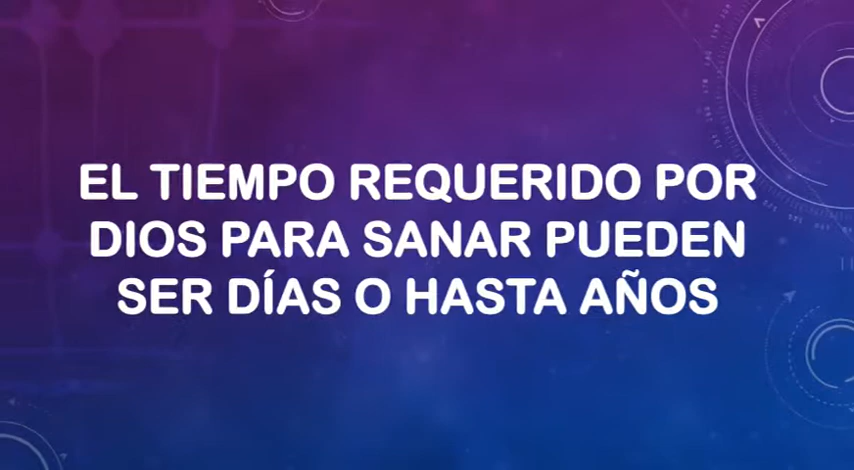 EL TIEMPO REQUERIDO POR
DIOS PARA SANAR PUEDEN
SER DÍAS O HASTA AÑOS